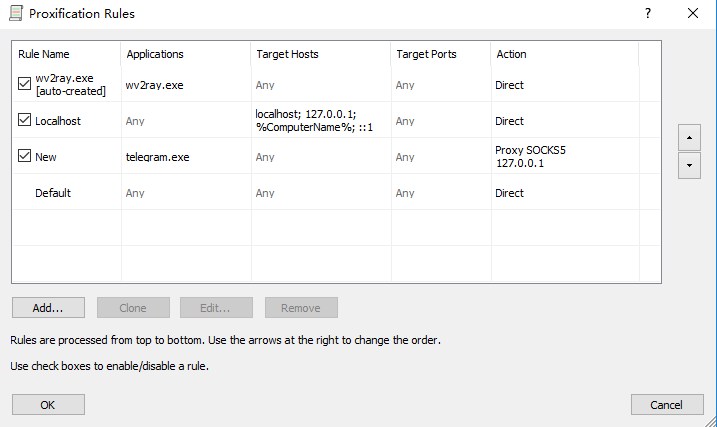 Proxification Rules
?
Rule Name Applications Target Hosts Target Ports Action
wv2ray.exe
[auto-created] wv2ray.exe Any Any Direct
Localhost Any localhost; 127.0.0.1;
%ComputerName%; ::1 Any Direct
New telegram.exe Any Any Proxy SOCKS5
127.0.0.1
Default Any Any Any Direct
Add... Clone Edit... Remove
Rules are processed from top to bottom. Use the arrows at the right to change the order.
Use check boxes to enable/disable a rule.
OK Cancel